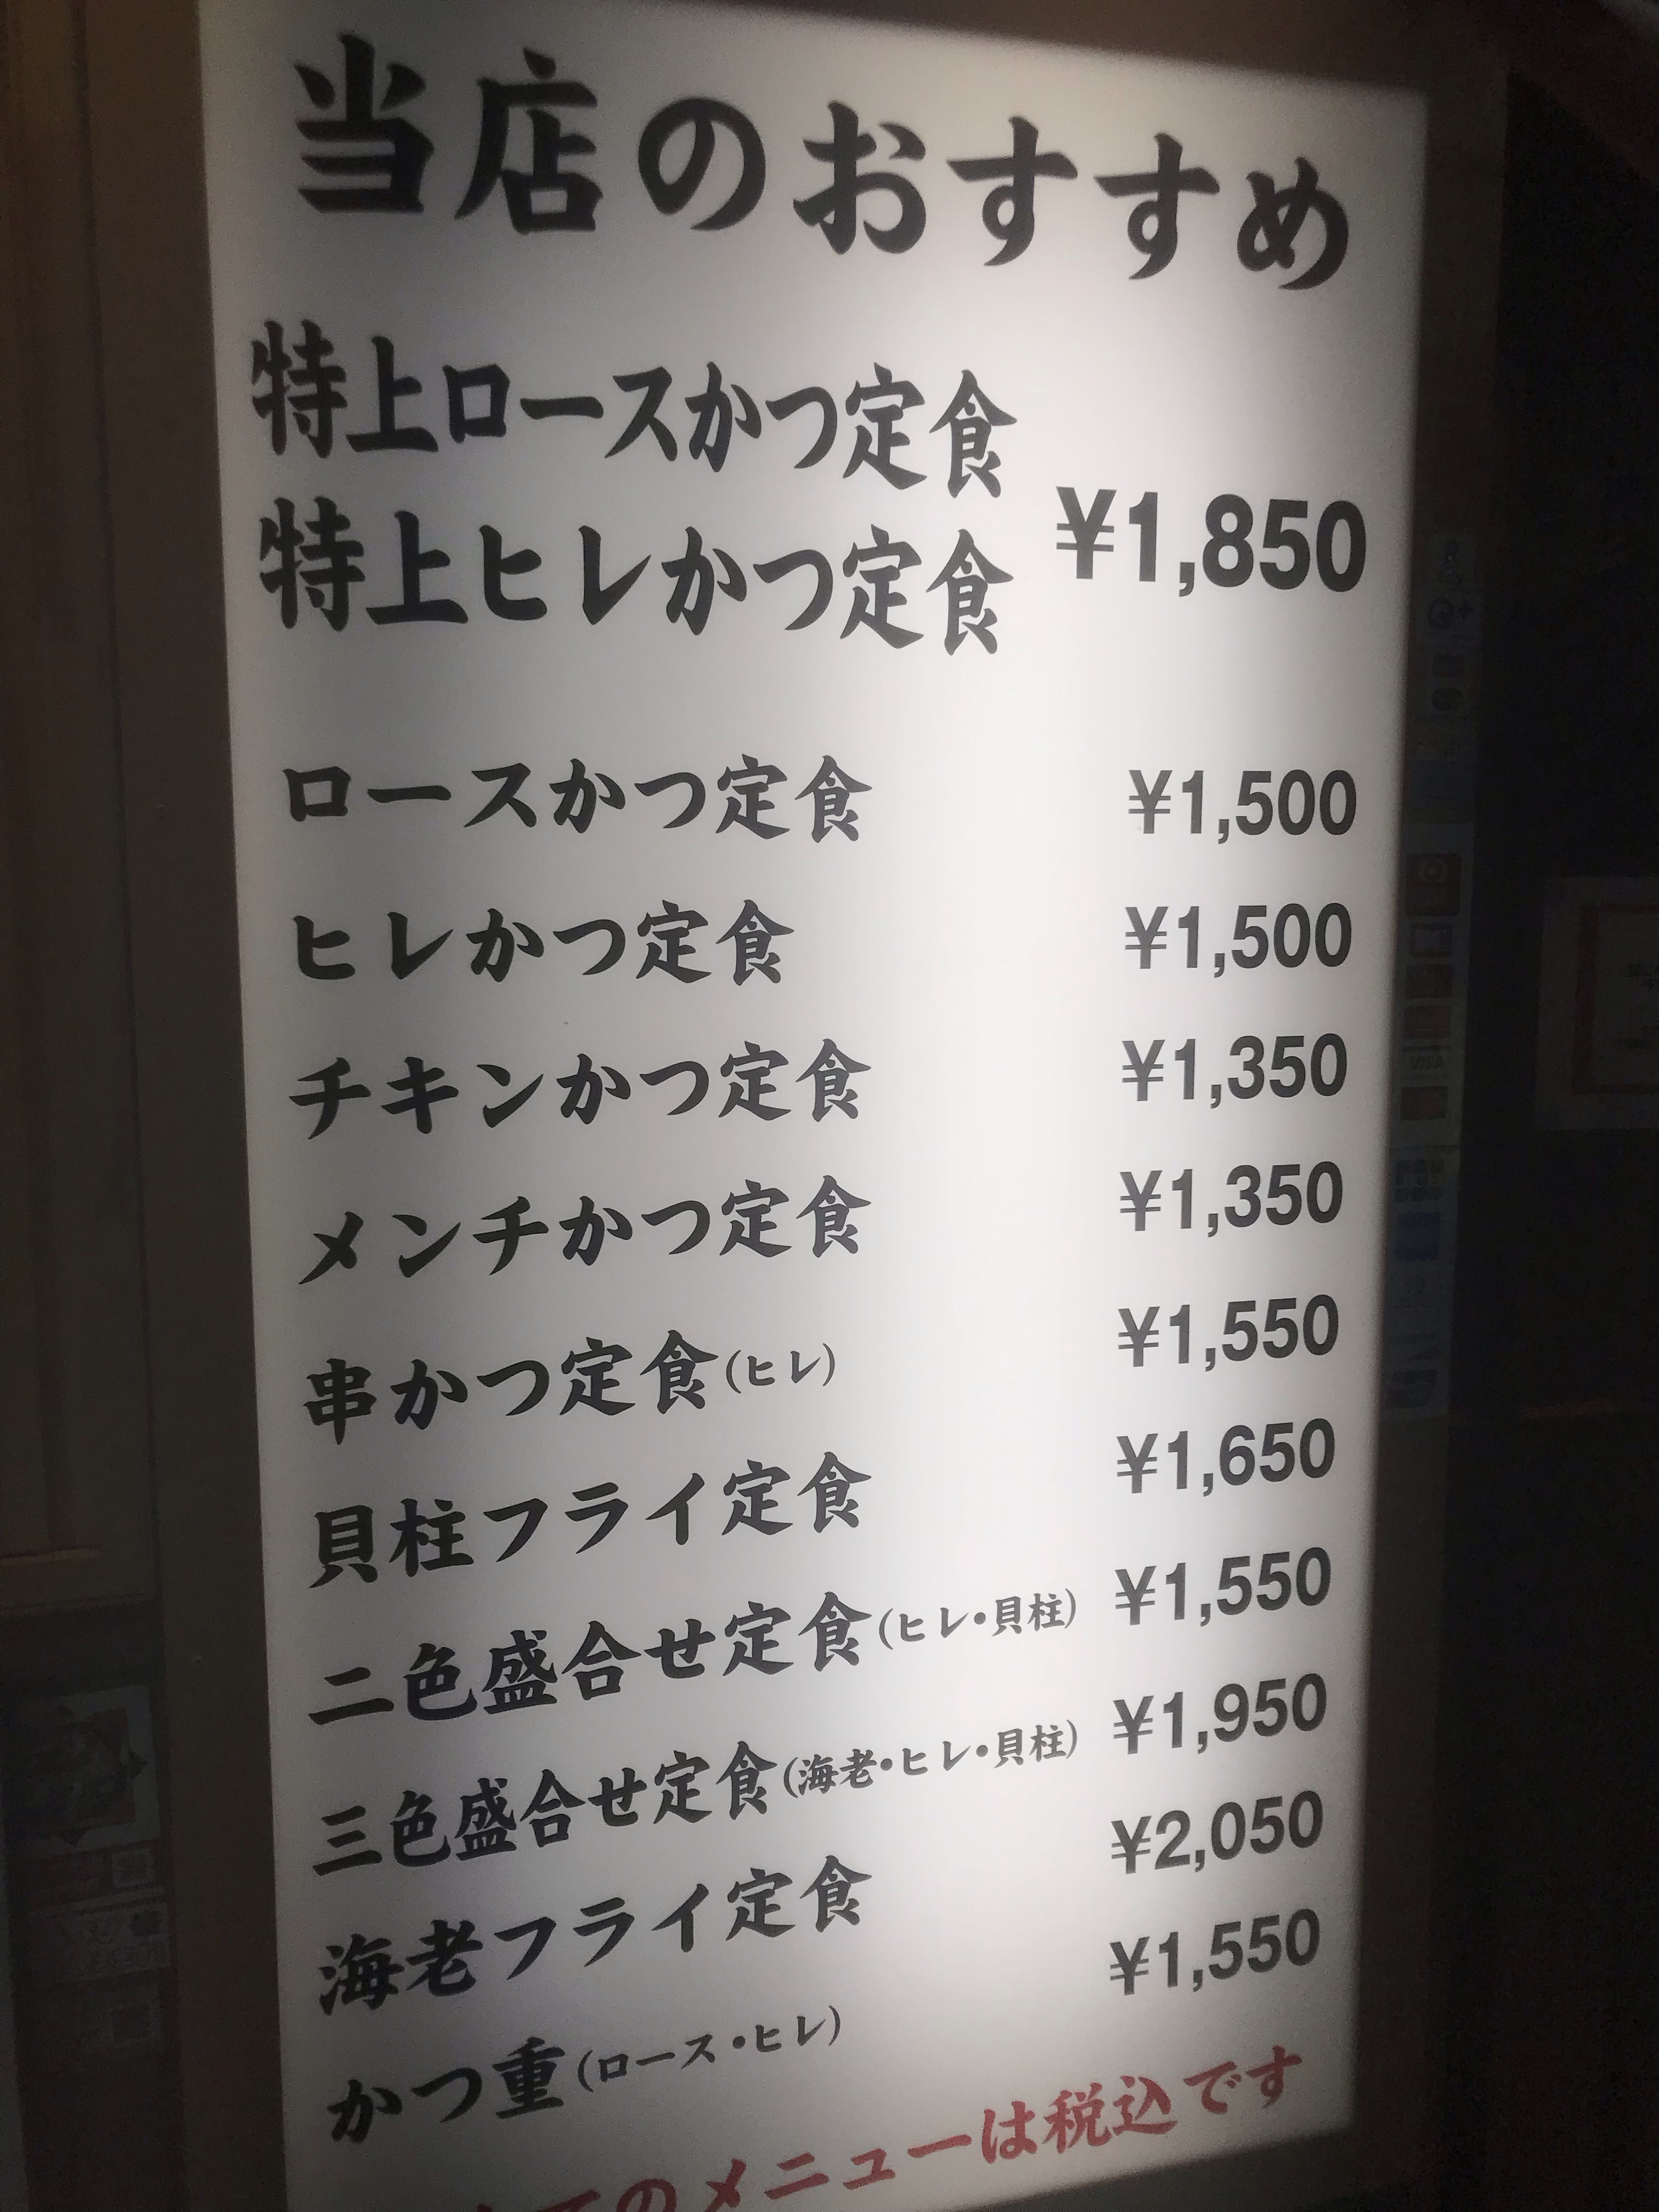 当店のおすすめ
特上ロースかつ定食
特上ヒレかつ定食 ¥1,850
ロースかつ定食 ¥1,500
ヒレかつ定食 ¥1,500
チキンかつ定食 ¥1,350
メンチかつ定食 ¥1,350
串かつ定食(ヒレ) ¥1,550
貝柱フライ定食 ¥1,650
二色盛合せ定食(ヒレ・貝柱) ¥1,550
三色盛合せ定食(海老・ヒレ・貝柱) ¥1,950
海老フライ定食 ¥2,050
かつ重(ロース・ヒレ) ¥1,550
てのメニューは税込です